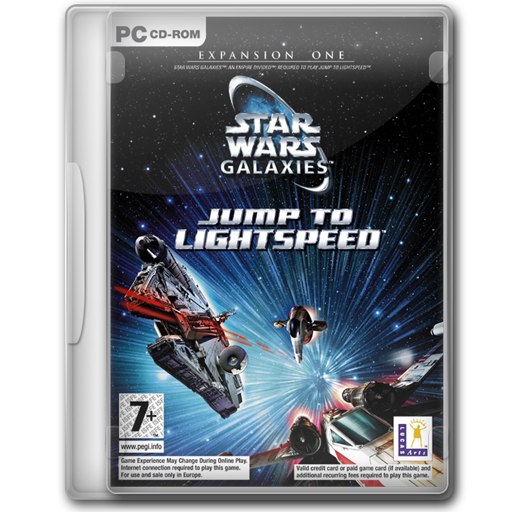 PC CD-ROM
EXPANSION ONE
STAR WARS GALAXIES™: AN EMPIRE DIVIDED™, REQUIRED TO PLAY JUMP TO LIGHTSPEED™
STAR
WARS
GALAXIES™
JUMP TO
LIGHTSPEED™
7+
www.pegi.info
LUCAS
Arts
Game Experience May Change During Online Play.
Internet connection required to play this game.
For use and sale only in Europe.
Valid credit card or paid game card (if available) and
additional recurring fees required to play this game.